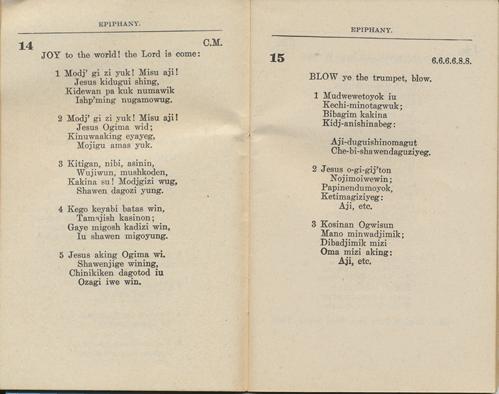 EPIPHANY.
14
C.M.
JOY to the world! the Lord is come:
1 Modj' gi zi yuk! Misu aji!
Jesus kidugui shing,
Kidewan pa kuk numawik
Ishp'ming nugamowug.
2 Modj' gi zi yuk! Misu aji!
Jesus Ogima wid;
Kinuwaaking eyayeg,
Mojigu amas yuk.
3 Kitigan, nibi, asinin,
Wujiwun, mushkoden,
Kakina su! Modjgizi wug,
Shawen dagozi yung.
4 Kego keyabi batas win,
kasinon;
Gaye migosh kadizi win,
Iu shawen migoyung.
5 Jesus aking Ogima wi.
Shawenjige wining,
Chinikiken dagotod iu
Ozagi iwe win.
EPIPHANY.
15
6.6.6.6.8.8.
BLOW ye the trumpet, blow.
1 Mudwewetoyok iu
Kechi-minotagwuk;
Bibagim kakina
Kidj-anishinabeg:
Aji-duguishinomagut
Che-bi-shawendaguziyeg.
2 Jesus o-gi-gij'ton
Nojimoiwewin;
Papinendumoyok,
Ketimagiziyeg:
Aji, etc.
3 Kosinan Ogwisun
Mano minwadjimik;
Dibadjimik mizi
Oma mizi aking:
Aji, etc.